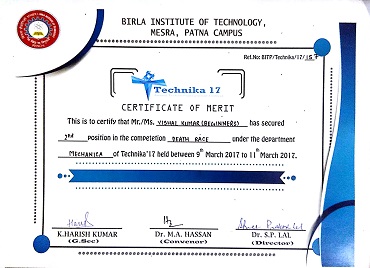 BIRLA INSTITUTE OF TECHNOLOGY,
MESRA, PATNA CAMPUS
Ref.No: BITP/Technika/17/
Technika 17
CERTIFICATE OF MERIT
This is to certify that Mr./Ms. VISHAL KUMAR (BEGINNERS) has secured
2nd position in the competetion DEATH RACE under the department
MECHANICA of Technika'17 held between 9th March 2017 to 11th March 2017.
K.HARISH KUMAR
(G.Sec)
Dr. M.A. HASSAN
(Convenor)
Dr. S.P. LAL
(Director)